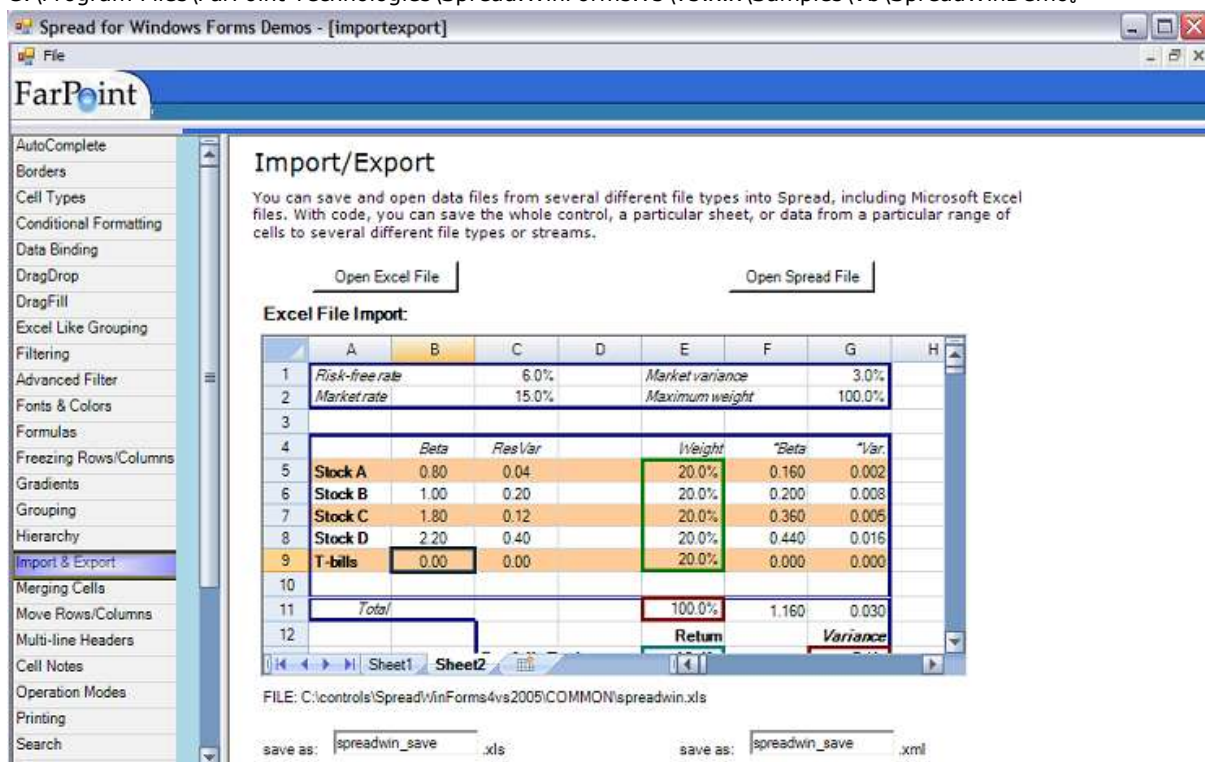 Spread for Windows Forms Demos - [importexport]
File
FarPoint
AutoComplete
Borders
Cell Types
Conditional Formatting
Data Binding
DragDrop
DragFill
Excel Like Grouping
Filtering
Advanced Filter
Fonts & Colors
Formulas
Freezing Rows/Columns
Gradients
Grouping
Hierarchy
Import & Export
Merging Cells
Move Rows/Columns
Multi-line Headers
Cell Notes
Operation Modes
Printing
Search
Import/Export
You can save and open data files from several different file types into Spread, including Microsoft Excel
files. With code, you can save the whole control, a particular sheet, or data from a particular range of
cells to several different file types or streams.
Open Excel File Open Spread File
Excel File Import:
A B C D E F G H
1 Risk-free rate 6.0% Market variance 3.0%
2 Market rate 15.0% Maximum weight 100.0%
3
4 Beta ResVar Weight *Beta *Var.
5 Stock A 0.80 0.04 20.0% 0.160 0.002
6 Stock B 1.00 0.20 20.0% 0.200 0.008
7 Stock C 1.80 0.12 20.0% 0.360 0.005
8 Stock D 2.20 0.40 20.0% 0.440 0.016
9 T-bills 0.00 0.00 20.0% 0.000 0.000
10
11 Total 100.0% 1.160 0.030
12 Return Variance
Sheet1 Sheet2
FILE: C:\controls\Spread\WinForms4vs2005\COMMON\spreadwin.xls
save as: spreadwin_save .xls save as: spreadwin_save .xml